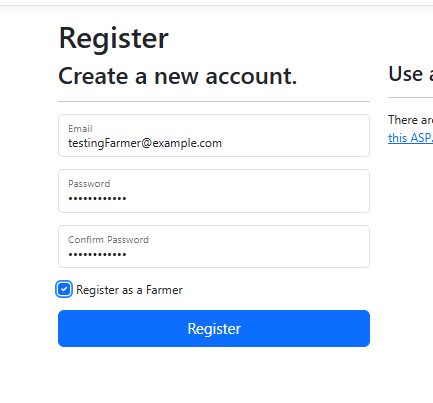 Register
Create a new account.
Email
testingFarmer@example.com
Password
••••••••••••
Confirm Password
••••••••••••
Register as a Farmer
Register
Use a
There are
this ASP.